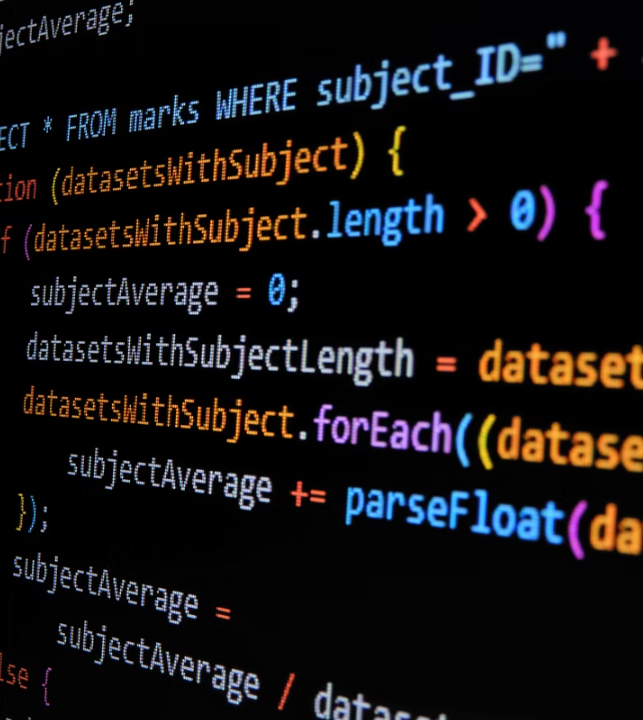 jectAverage;
ECT * FROM marks WHERE subject_ID=" +
tion (datasetsWithSubject) {
f (datasetsWithSubject.length > 0) {
subjectAverage = 0;
datasetsWithSubjectLength = dataset
datasetsWithSubject.forEach((datase
subjectAverage += parseFloat(da
});
subjectAverage =
subjectAverage / datase
lse {